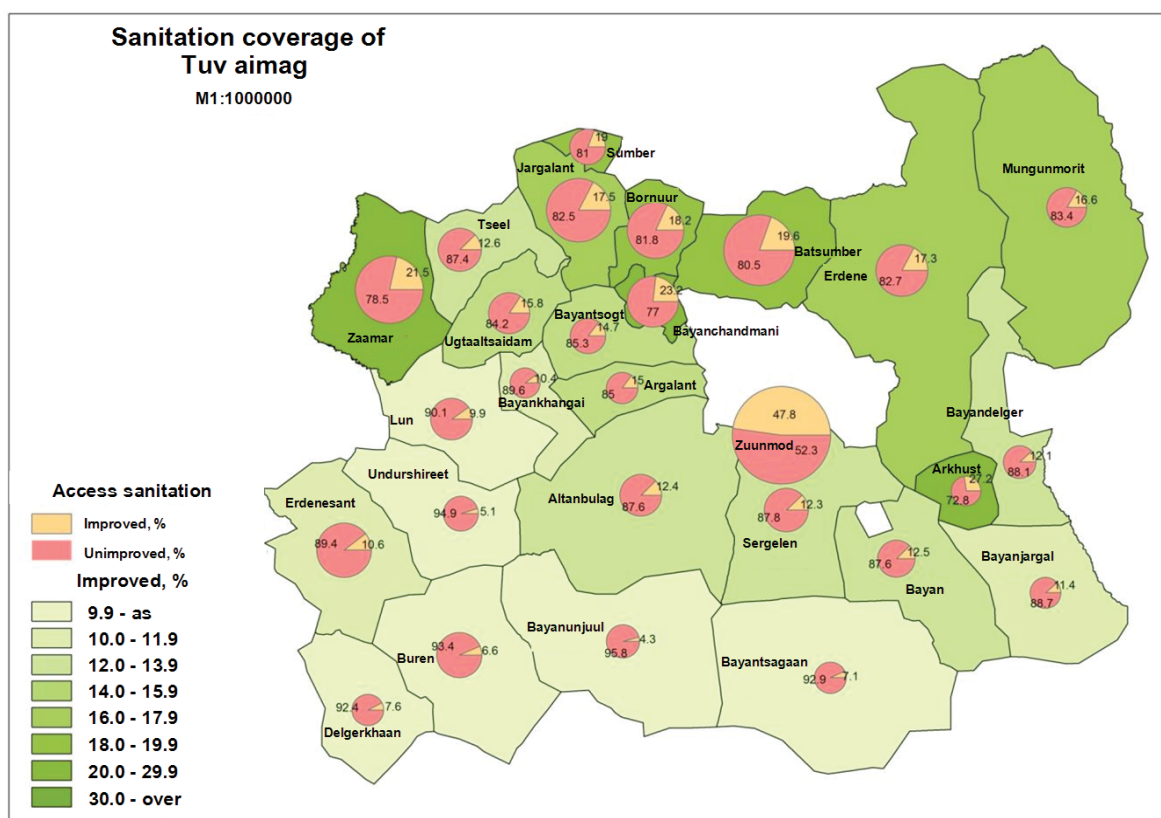 Sanitation coverage of
Tuv aimag
M1:1000000
19
81
Sumber
Jargalant
17.5
82.5
Bornuur
18.2
81.8
Mungunmorit
16.6
83.4
Tseel
12.6
87.4
19.6
Batsumber
80.5
17.3
Erdene
82.7
21.5
78.5
Zaamar
15.8
84.2
Ugtaaltsaidam
Bayantsogt
14.7
85.3
23.2
77
Bayanchandmani
10.4
89.6
Bayankhangai
15
85
Argalant
90.1
9.9
Lun
47.8
Zuunmod
52.3
Bayandelger
12.1
88.1
Arkhust
27.2
72.8
Undurshireet
94.9
5.1
Altanbulag
12.4
87.6
12.3
87.8
Sergelen
Erdenesant
89.4
10.6
12.5
87.6
Bayan
Bayanjargal
11.4
88.7
93.4
6.6
Buren
Bayanunjuul
4.3
95.8
Bayantsagaan
92.9
7.1
92.4
7.6
Delgerkhaan
Access sanitation
Improved, %
Unimproved, %
Improved, %
9.9 - as
10.0 - 11.9
12.0 - 13.9
14.0 - 15.9
16.0 - 17.9
18.0 - 19.9
20.0 - 29.9
30.0 - over